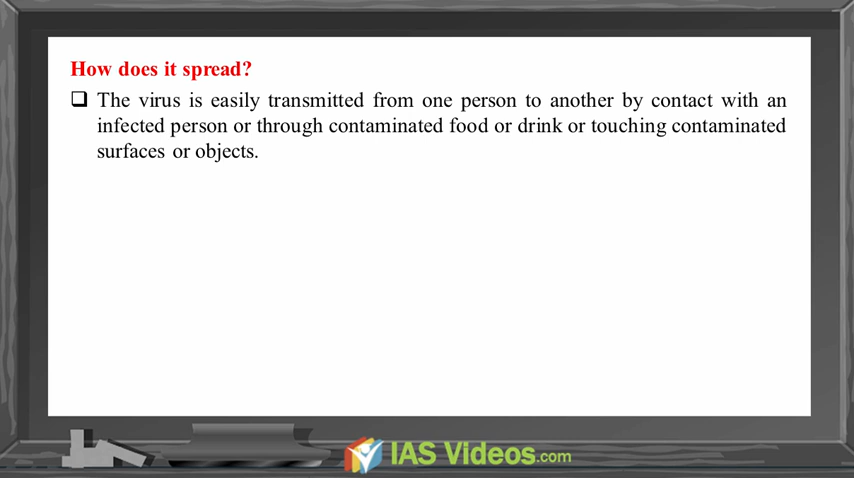 How does it spread?
❑ The virus is easily transmitted from one person to another by contact with an
infected person or through contaminated food or drink or touching contaminated
surfaces or objects.
IAS Videos.com